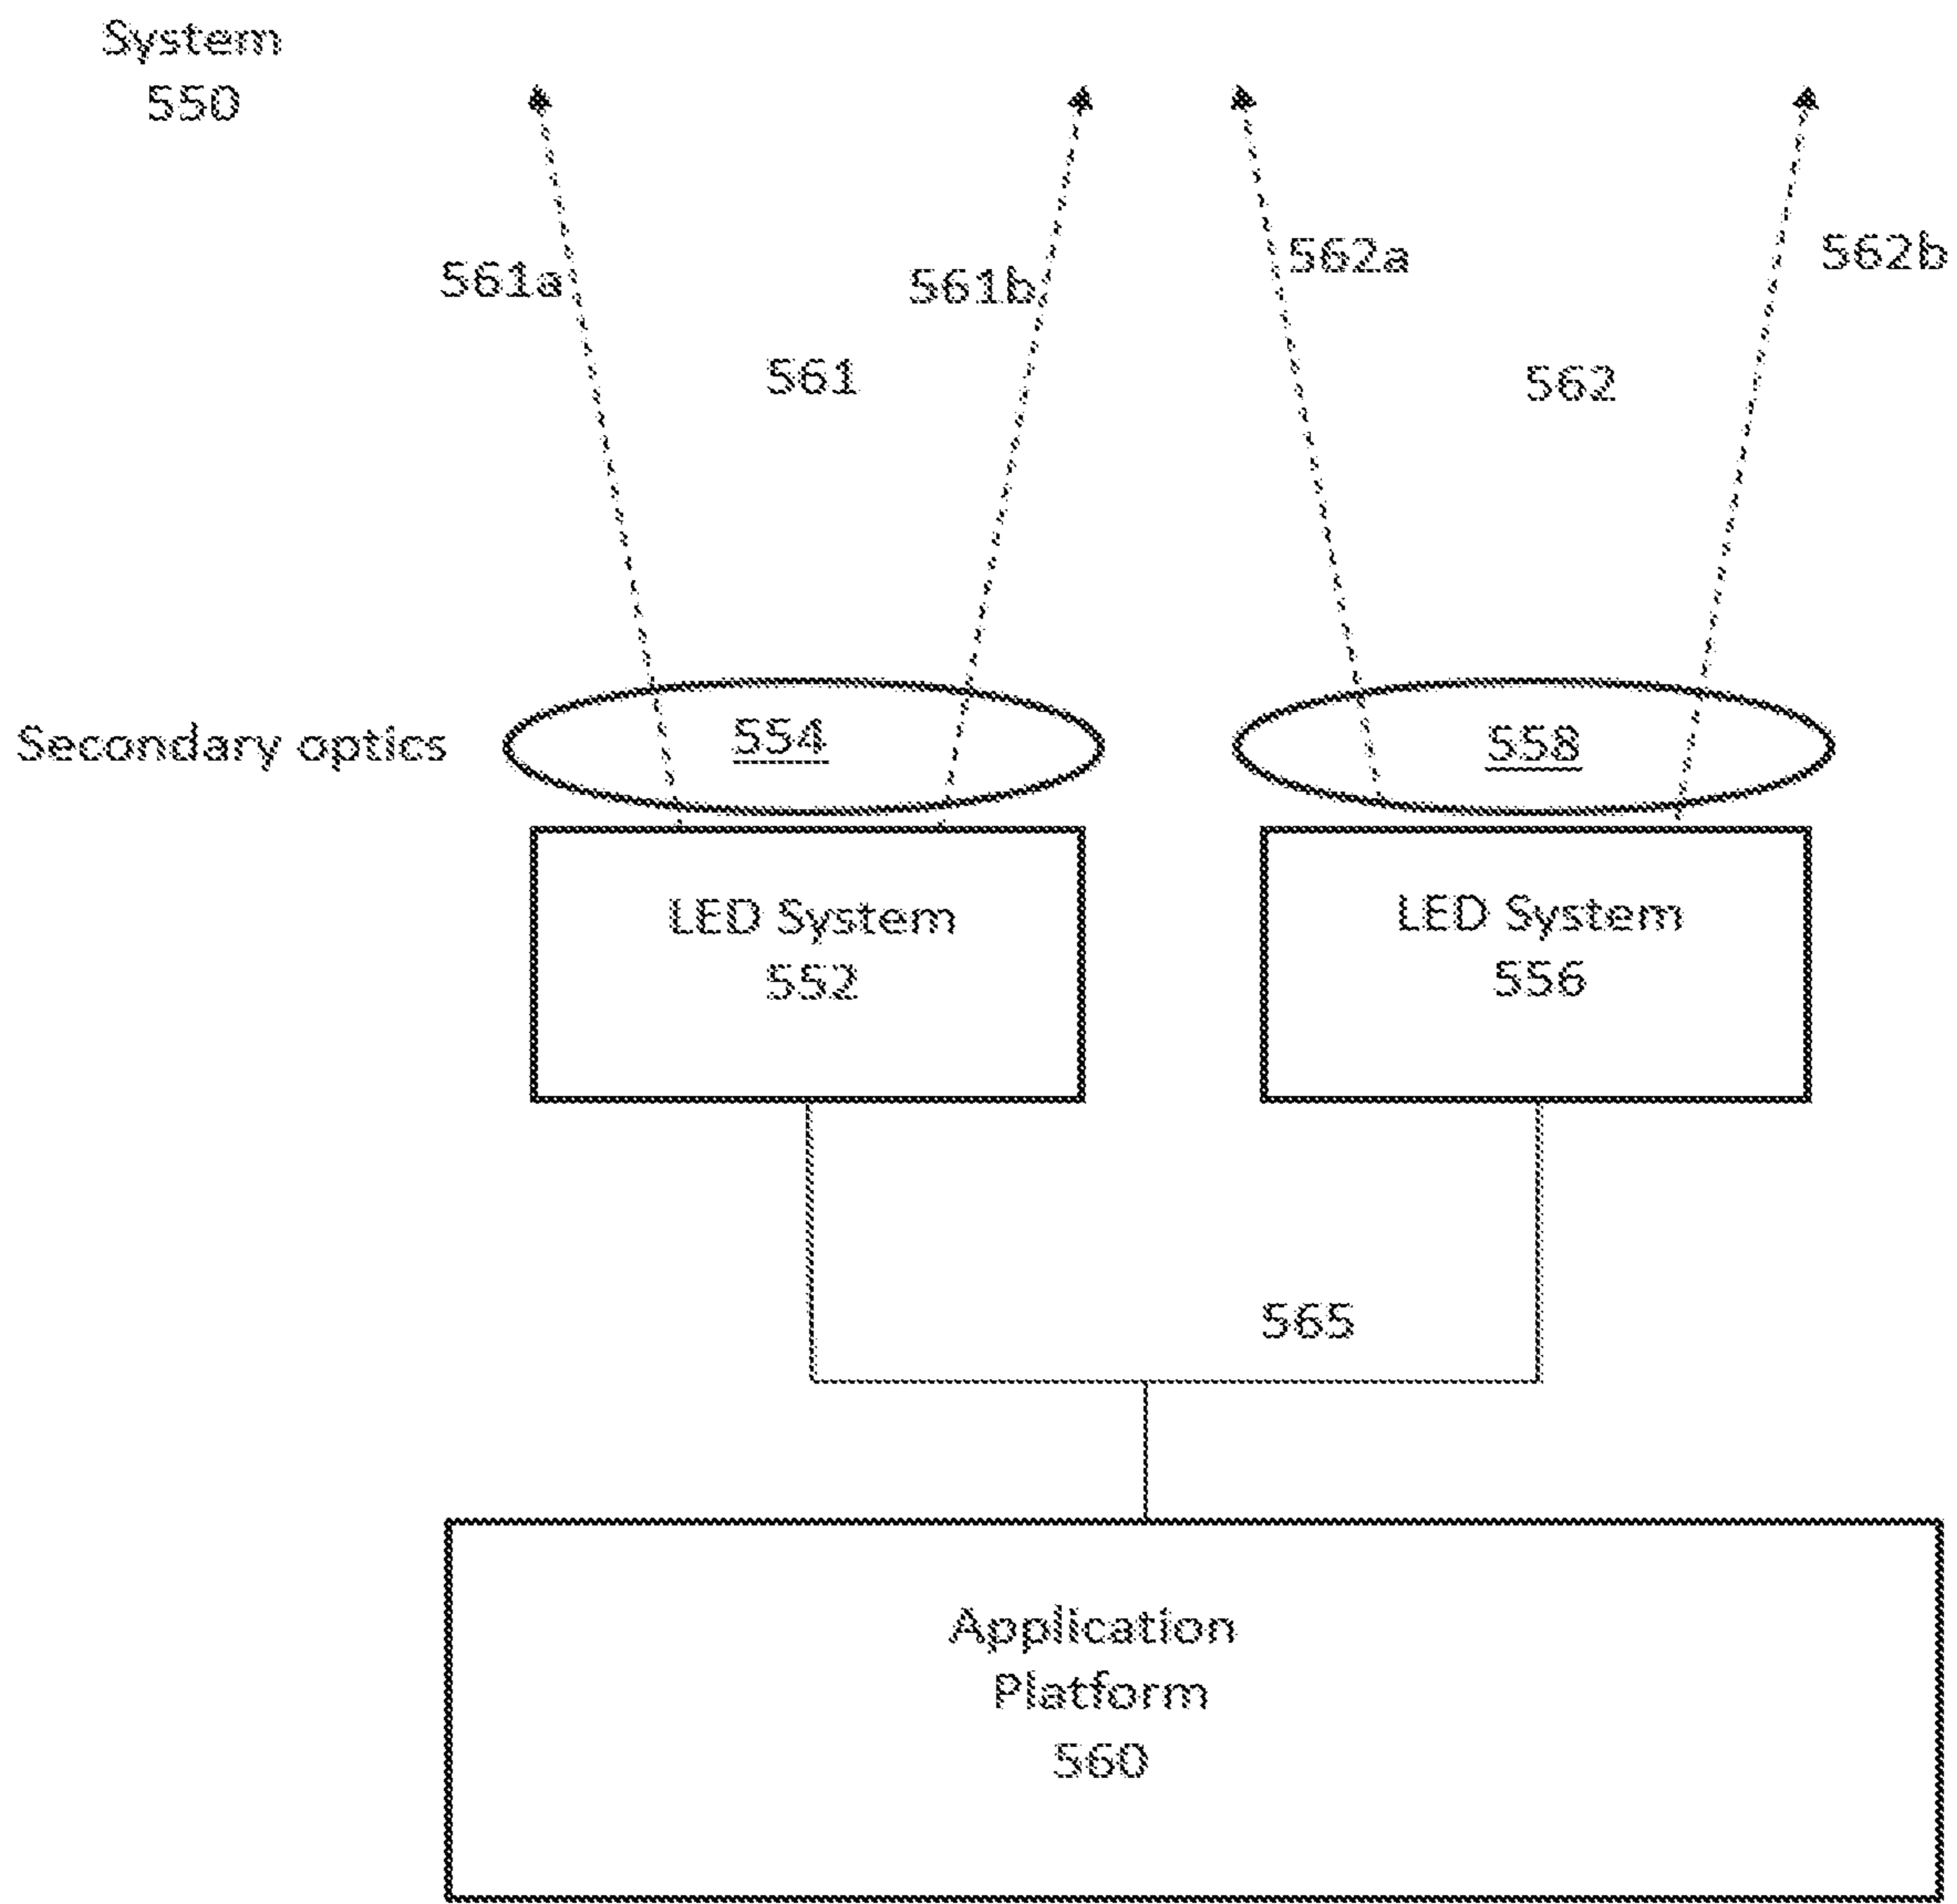 System
550
561a
561b
562a
562b
561
562
Secondary optics
554
558
LED System
552
LED System
556
565
Application
Platform
560